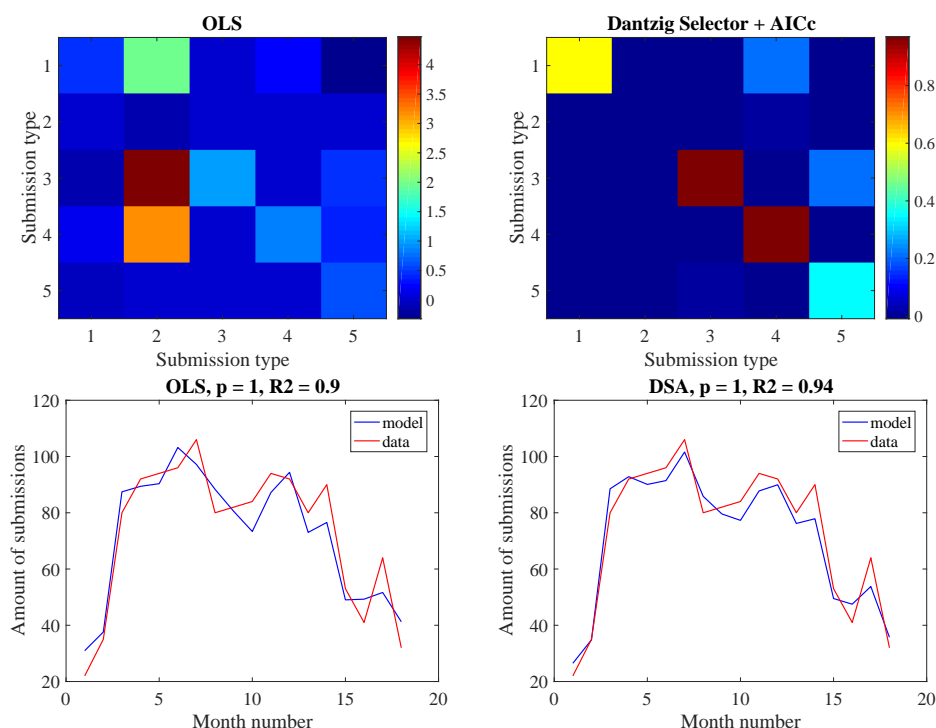 OLS
Submission type
1
2
3
4
5
1 2 3 4 5
Submission type
4
3.5
3
2.5
2
1.5
1
0.5
0
Dantzig Selector + AICc
Submission type
1
2
3
4
5
1 2 3 4 5
Submission type
0.8
0.6
0.4
0.2
0
OLS, p = 1, R2 = 0.9
Amount of submissions
120
100
80
60
40
20
0 5 10 15 20
Month number
model
data
DSA, p = 1, R2 = 0.94
Amount of submissions
120
100
80
60
40
20
0 5 10 15 20
Month number
model
data